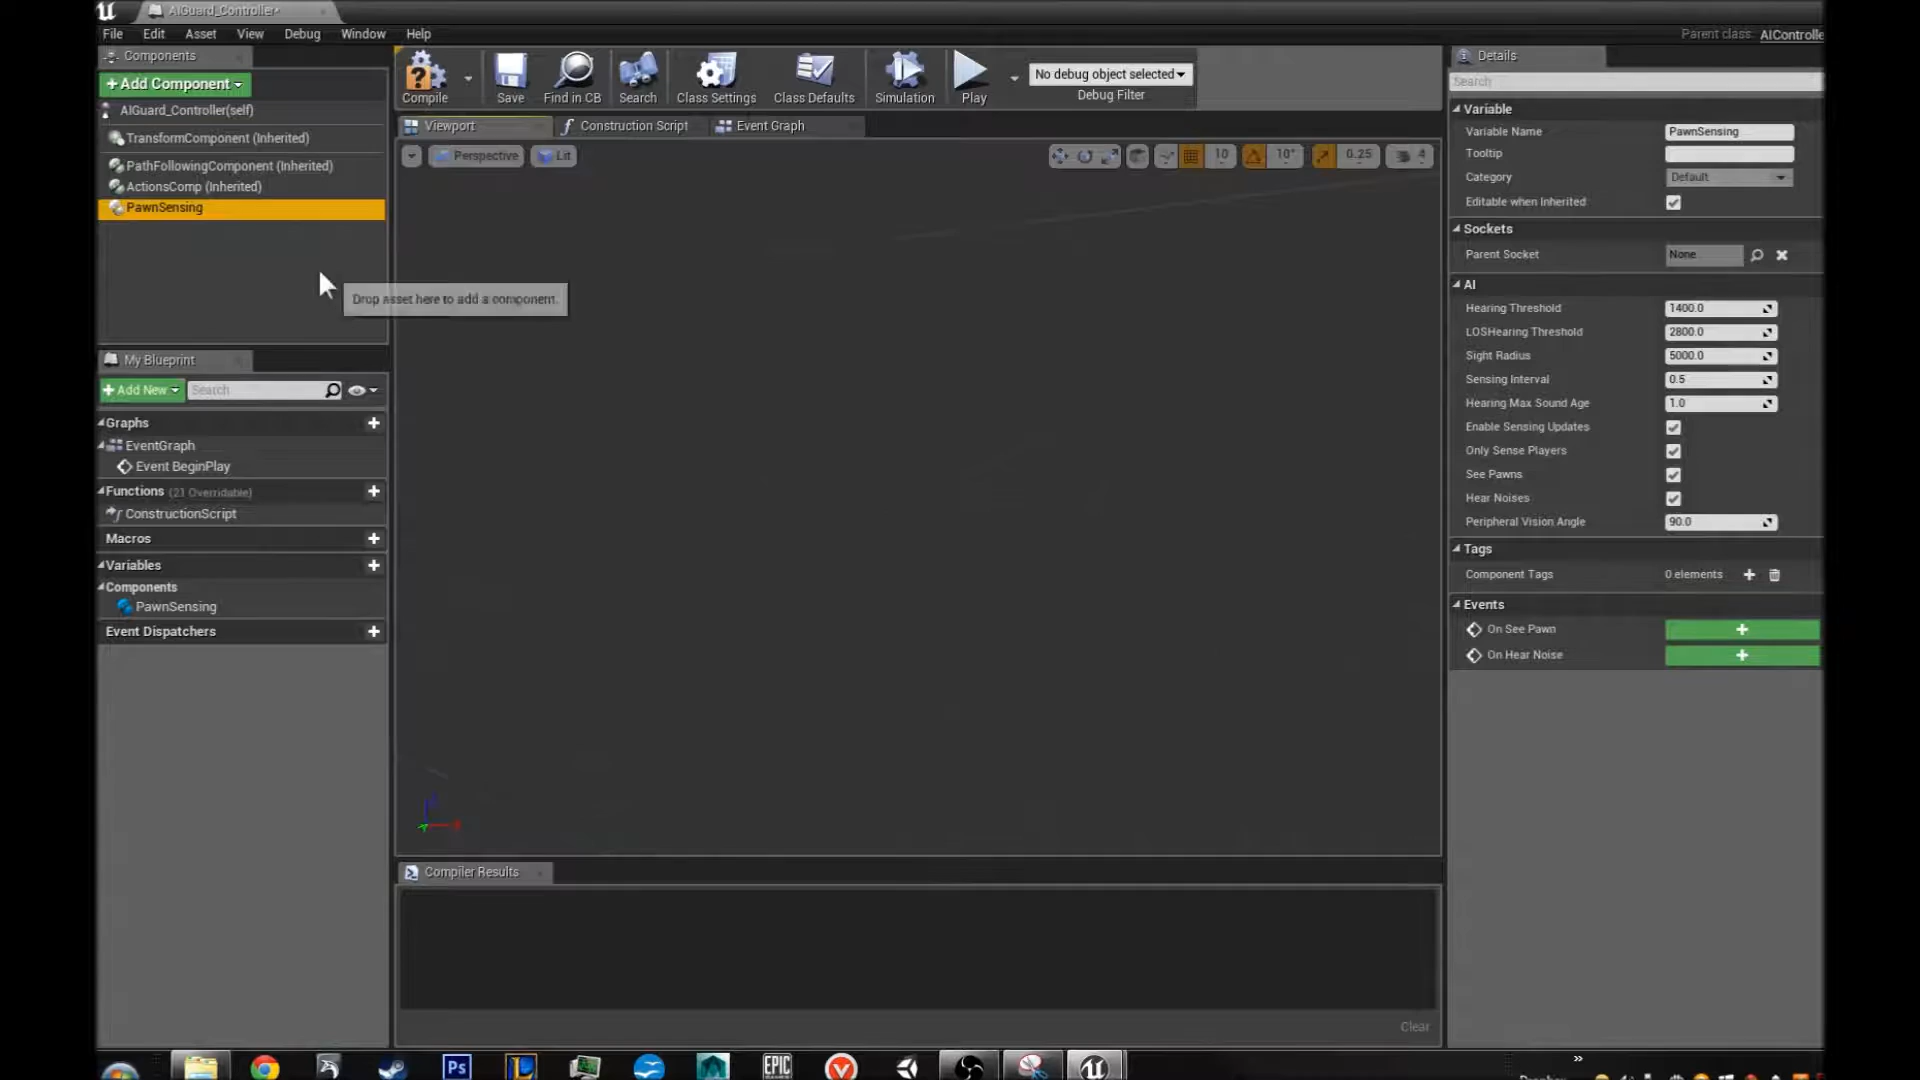 AIGuard_Controller*
File Edit Asset View Debug Window Help
Parent class: AIControlle
Components
+Add Component
AIGuard_Controller(self)
TransformComponent (Inherited)
PathFollowingComponent (Inherited)
ActionsComp (Inherited)
PawnSensing
Drop asset here to add a component.
My Blueprint
+Add New
Search
Graphs
EventGraph
Event BeginPlay
Functions (21 Overridable)
ConstructionScript
Macros
Variables
Components
PawnSensing
Event Dispatchers
Compile Save Find in CB Search Class Settings Class Defaults Simulation Play
No debug object selected
Debug Filter
Viewport Construction Script Event Graph
Perspective Lit 10 10° 0.25 4
Compiler Results
Clear
Details
Search
Variable
Variable Name PawnSensing
Tooltip
Category Default
Editable when Inherited
Sockets
Parent Socket None
AI
Hearing Threshold 1400.0
LOSHearing Threshold 2800.0
Sight Radius 5000.0
Sensing Interval 0.5
Hearing Max Sound Age 1.0
Enable Sensing Updates
Only Sense Players
See Pawns
Hear Noises
Peripheral Vision Angle 90.0
Tags
Component Tags 0 elements
Events
On See Pawn
On Hear Noise
Ps EPIC